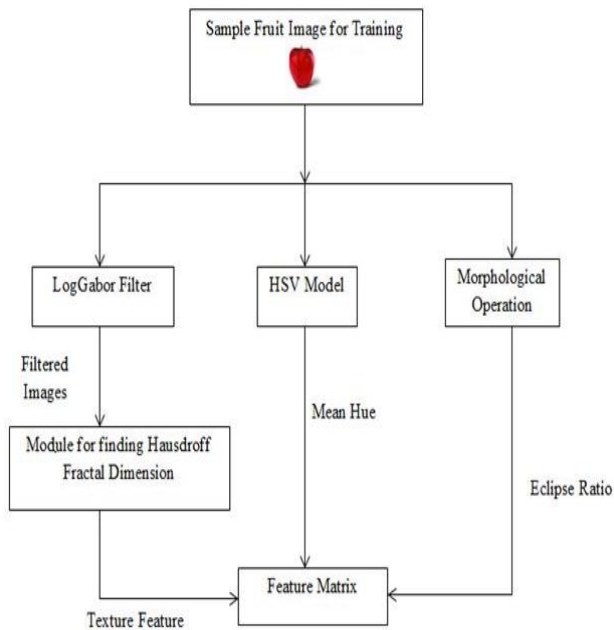 Sample Fruit Image for Training
LogGabor Filter
HSV Model
Morphological
Operation
Filtered
Images
Mean Hue
Module for finding Hausdroff
Fractal Dimension
Eclipse Ratio
Feature Matrix
Texture Feature